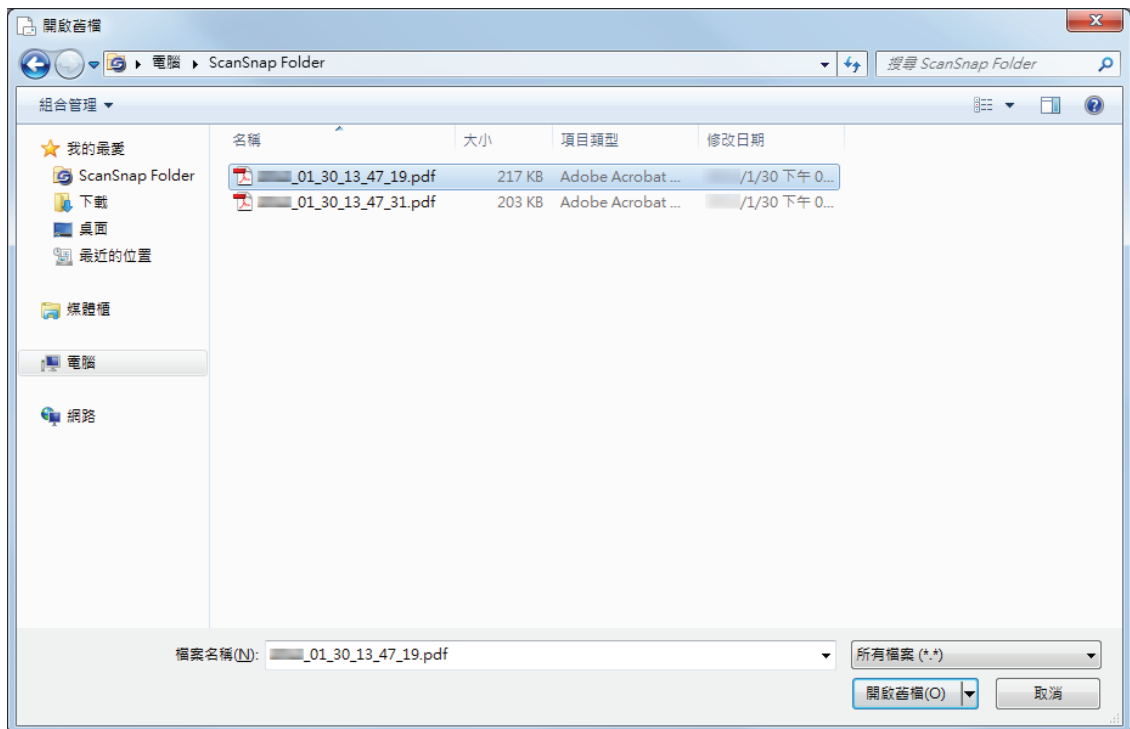 開啟舊檔
電腦 ScanSnap Folder
搜尋 ScanSnap Folder
組合管理
我的最愛
ScanSnap Folder
下載
桌面
最近的位置
媒體櫃
電腦
網路
名稱 大小 項目類型 修改日期
_01_30_13_47_19.pdf 217 KB Adobe Acrobat ... /1/30 下午 0...
_01_30_13_47_31.pdf 203 KB Adobe Acrobat ... /1/30 下午 0...
檔案名稱(N): _01_30_13_47_19.pdf
所有檔案 (*.*)
開啟舊檔(O) 取消